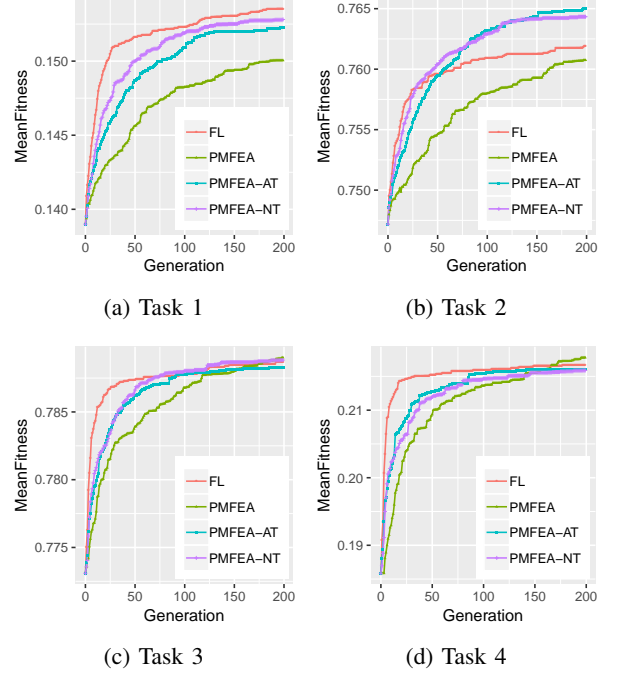 0.150
0.145
0.140
MeanFitness
FL
PMFEA
PMFEA-AT
PMFEA-NT
0 50 100 150 200
Generation
(a) Task 1
0.765
0.760
0.755
0.750
MeanFitness
FL
PMFEA
PMFEA-AT
PMFEA-NT
0 50 100 150 200
Generation
(b) Task 2
0.785
0.780
0.775
MeanFitness
FL
PMFEA
PMFEA-AT
PMFEA-NT
0 50 100 150 200
Generation
(c) Task 3
0.21
0.20
0.19
MeanFitness
FL
PMFEA
PMFEA-AT
PMFEA-NT
0 50 100 150 200
Generation
(d) Task 4